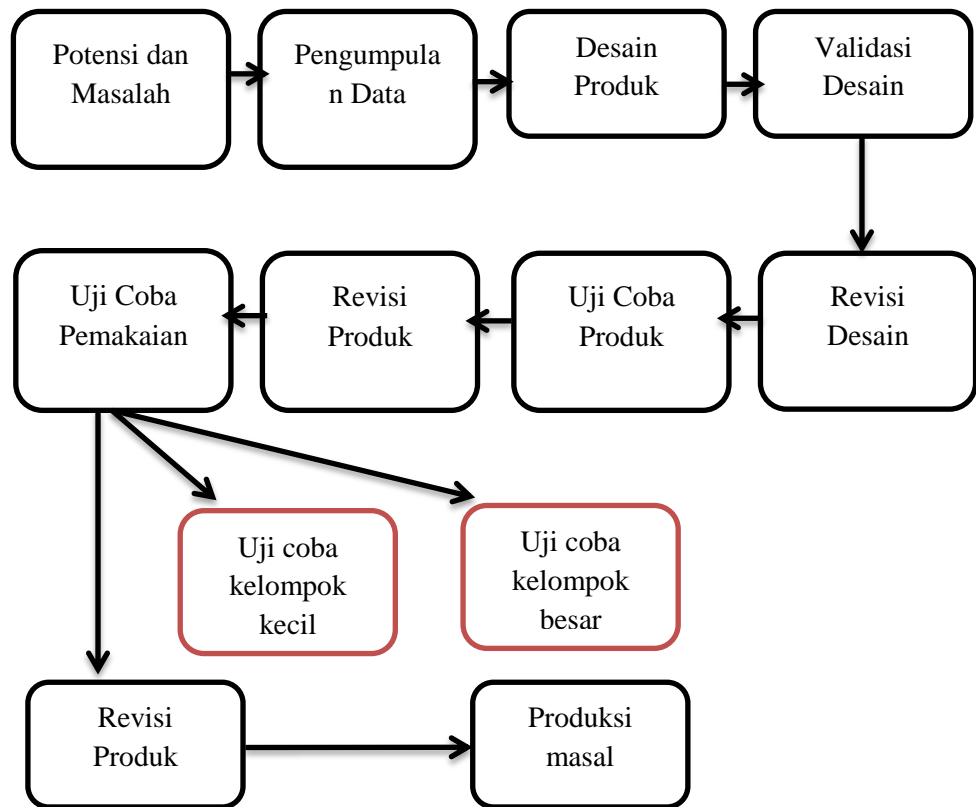 Potensi dan
Masalah
Pengumpula
n Data
Desain
Produk
Validasi
Desain
Revisi
Desain
Uji Coba
Produk
Revisi
Produk
Uji Coba
Pemakaian
Uji coba
kelompok
kecil
Uji coba
kelompok
besar
Revisi
Produk
Produksi
masal